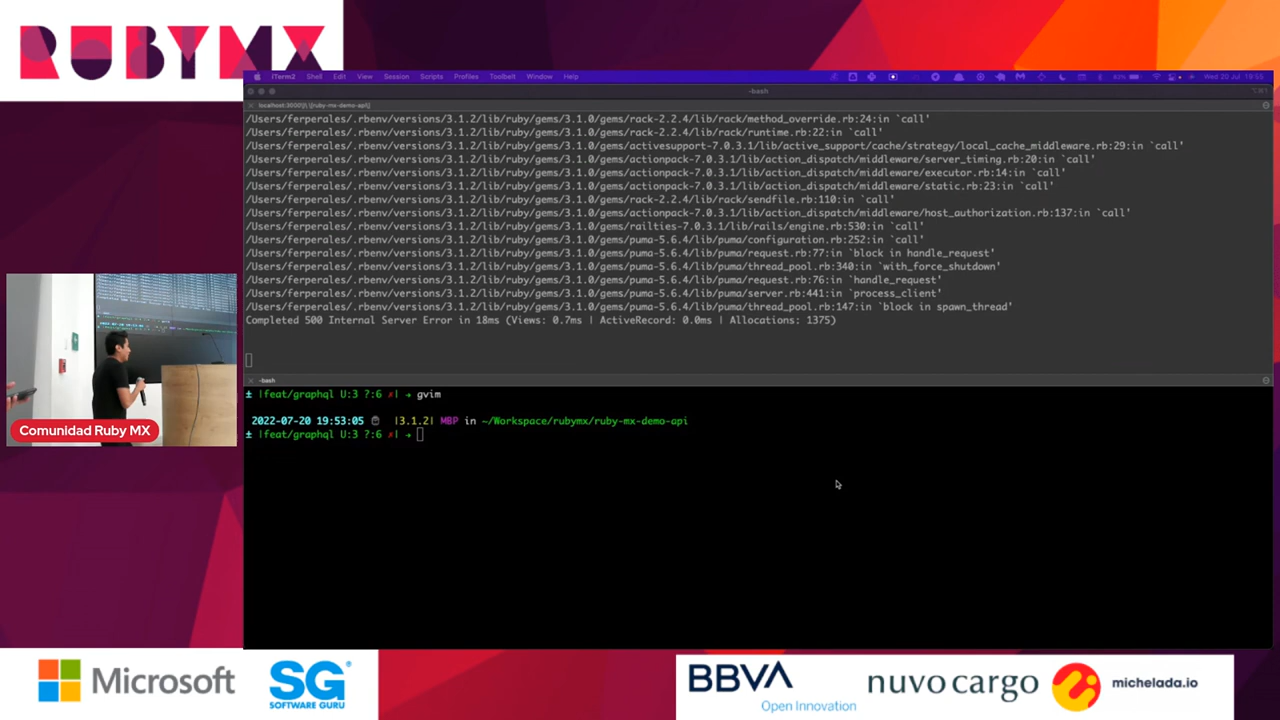 RUBYMX
iTerm2 Shell Edit View Session Scripts Profiles Toolbelt Window Help
Wed 20 Jul 19:55
-bash
/Users/ferperales/.rbenv/versions/3.1.2/lib/ruby/gems/3.1.0/gems/rack-2.2.4/lib/rack/method_override.rb:24:in `call'
/Users/ferperales/.rbenv/versions/3.1.2/lib/ruby/gems/3.1.0/gems/rack-2.2.4/lib/rack/runtime.rb:22:in `call'
/Users/ferperales/.rbenv/versions/3.1.2/lib/ruby/gems/3.1.0/gems/activesupport-7.0.3.1/lib/active_support/cache/strategy/local_cache_middleware.rb:29:in `call'
/Users/ferperales/.rbenv/versions/3.1.2/lib/ruby/gems/3.1.0/gems/actionpack-7.0.3.1/lib/action_dispatch/middleware/server_timing.rb:20:in `call'
/Users/ferperales/.rbenv/versions/3.1.2/lib/ruby/gems/3.1.0/gems/actionpack-7.0.3.1/lib/action_dispatch/middleware/executor.rb:14:in `call'
/Users/ferperales/.rbenv/versions/3.1.2/lib/ruby/gems/3.1.0/gems/actionpack-7.0.3.1/lib/action_dispatch/middleware/static.rb:23:in `call'
/Users/ferperales/.rbenv/versions/3.1.2/lib/ruby/gems/3.1.0/gems/rack-2.2.4/lib/rack/sendfile.rb:110:in `call'
/Users/ferperales/.rbenv/versions/3.1.2/lib/ruby/gems/3.1.0/gems/actionpack-7.0.3.1/lib/action_dispatch/middleware/host_authorization.rb:137:in `call'
/Users/ferperales/.rbenv/versions/3.1.2/lib/ruby/gems/3.1.0/gems/railties-7.0.3.1/lib/rails/engine.rb:530:in `call'
/Users/ferperales/.rbenv/versions/3.1.2/lib/ruby/gems/3.1.0/gems/puma-5.6.4/lib/puma/configuration.rb:252:in `call'
/Users/ferperales/.rbenv/versions/3.1.2/lib/ruby/gems/3.1.0/gems/puma-5.6.4/lib/puma/request.rb:77:in `block in handle_request'
/Users/ferperales/.rbenv/versions/3.1.2/lib/ruby/gems/3.1.0/gems/puma-5.6.4/lib/puma/thread_pool.rb:340:in `with_force_shutdown'
/Users/ferperales/.rbenv/versions/3.1.2/lib/ruby/gems/3.1.0/gems/puma-5.6.4/lib/puma/request.rb:76:in `handle_request'
/Users/ferperales/.rbenv/versions/3.1.2/lib/ruby/gems/3.1.0/gems/puma-5.6.4/lib/puma/server.rb:441:in `process_client'
/Users/ferperales/.rbenv/versions/3.1.2/lib/ruby/gems/3.1.0/gems/puma-5.6.4/lib/puma/thread_pool.rb:147:in `block in spawn_thread'
Completed 500 Internal Server Error in 18ms (Views: 0.7ms | ActiveRecord: 0.0ms | Allocations: 1375)
-bash
± |feat/graphql U:3 ?:6 ✗| → gvim
2022-07-20 19:53:05 |3.1.2| MBP in ~/Workspace/rubymx/ruby-mx-demo-api
± |feat/graphql U:3 ?:6 ✗| →
Comunidad Ruby MX
Microsoft
SG
SOFTWARE GURU
BBVA
Open Innovation
nuvocargo
michelada.io